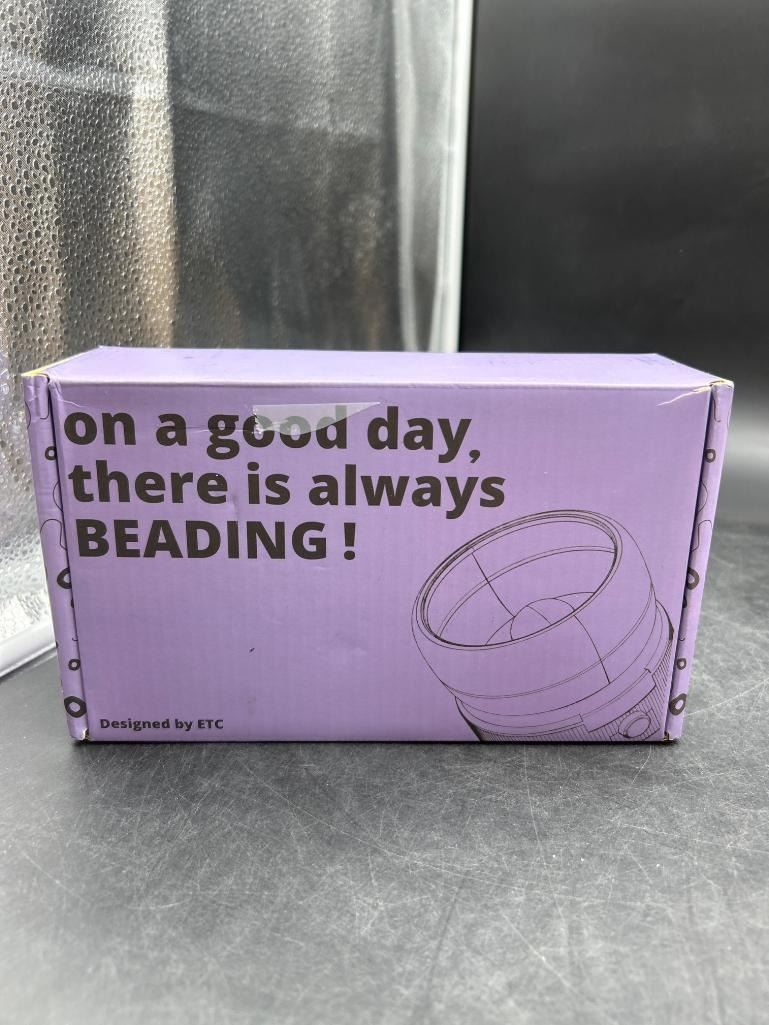 on a good day,
there is always
BEADING !
Designed by ETC